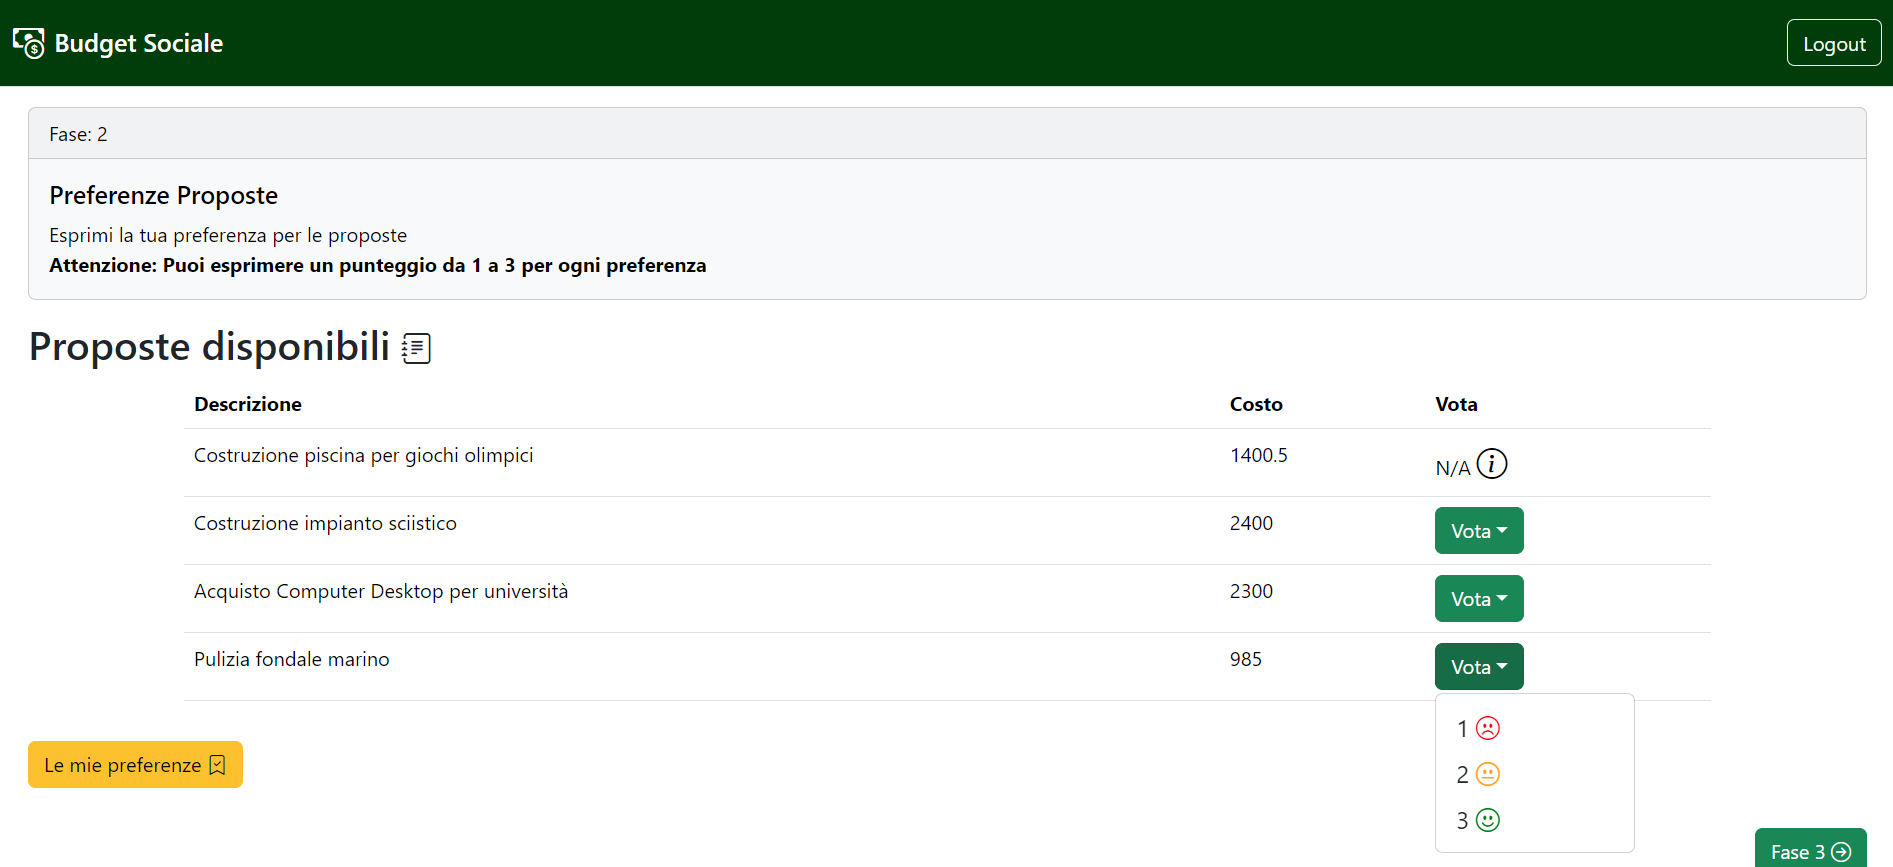 Budget Sociale
Logout
Fase: 2
Preferenze Proposte
Esprimi la tua preferenza per le proposte
Attenzione: Puoi esprimere un punteggio da 1 a 3 per ogni preferenza
Proposte disponibili
Descrizione Costo Vota
Costruzione piscina per giochi olimpici 1400.5 N/A
Costruzione impianto sciistico 2400 Vota
Acquisto Computer Desktop per università 2300 Vota
Pulizia fondale marino 985 Vota
1
2
3
Le mie preferenze
Fase 3